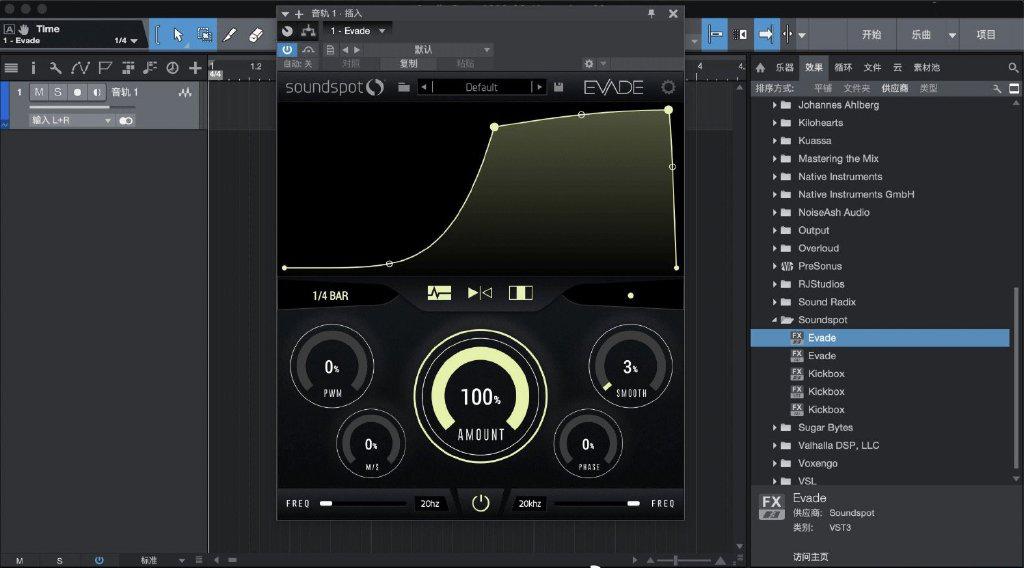 音轨 1 - 插入
Time
1 - Evade
1/4
1 - Evade
开始
乐曲
项目
默认
自动: 关
对照
复制
粘贴
1
4/4
1.2
4
4.
乐器
效果
循环
文件
云
素材池
排序方式:
平铺
文件夹
供应商
类型
1
M
S
音轨 1
输入 L+R
soundspot
Default
EVADE
1/4 BAR
0%
PWM
3%
SMOOTH
100%
AMOUNT
0%
M/S
0%
PHASE
FREQ
20hz
20khz
FREQ
Johannes Ahlberg
Kilohearts
Kuassa
Mastering the Mix
Native Instruments
Native Instruments GmbH
NoiseAsh Audio
Output
Overloud
PreSonus
RJStudios
Sound Radix
Soundspot
FX Evade
FX Evade
FX Kickbox
FX Kickbox
FX Kickbox
Sugar Bytes
Valhalla DSP, LLC
Voxengo
VSL
FX
Evade
供应商: Soundspot
类别: VST3
访问主页
M
S
标准